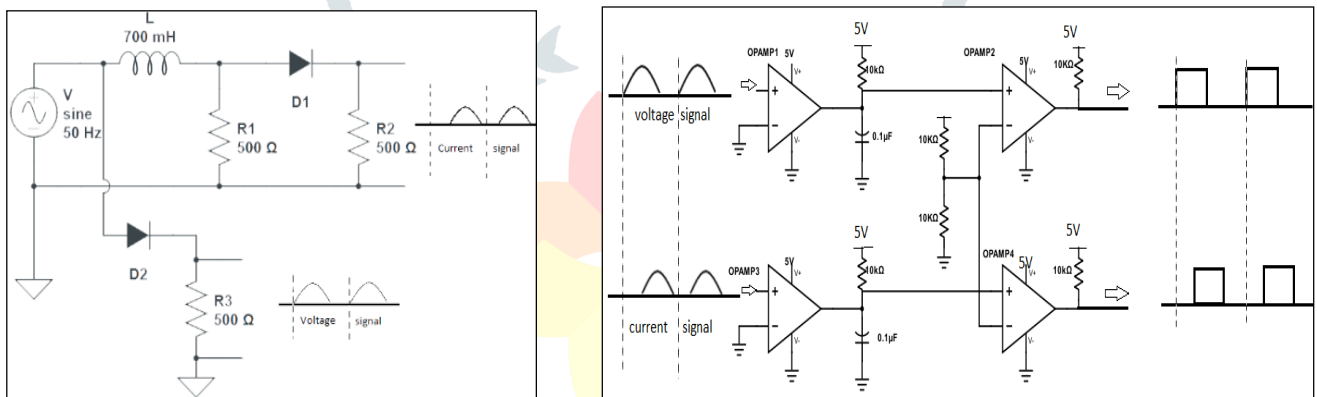 L
700 mH
V
sine
50 Hz
D1
R1
500 Ω
R2
500 Ω
Current signal
D2
R3
500 Ω
Voltage signal
voltage signal
OPAMP1
5V
V+
V-
5V
10kΩ
0.1μF
OPAMP2
5V
V+
V-
5V
10KΩ
10KΩ
10KΩ
current signal
OPAMP3
5V
V+
V-
5V
10kΩ
0.1μF
OPAMP4
5V
V+
V-
5V
10kΩ